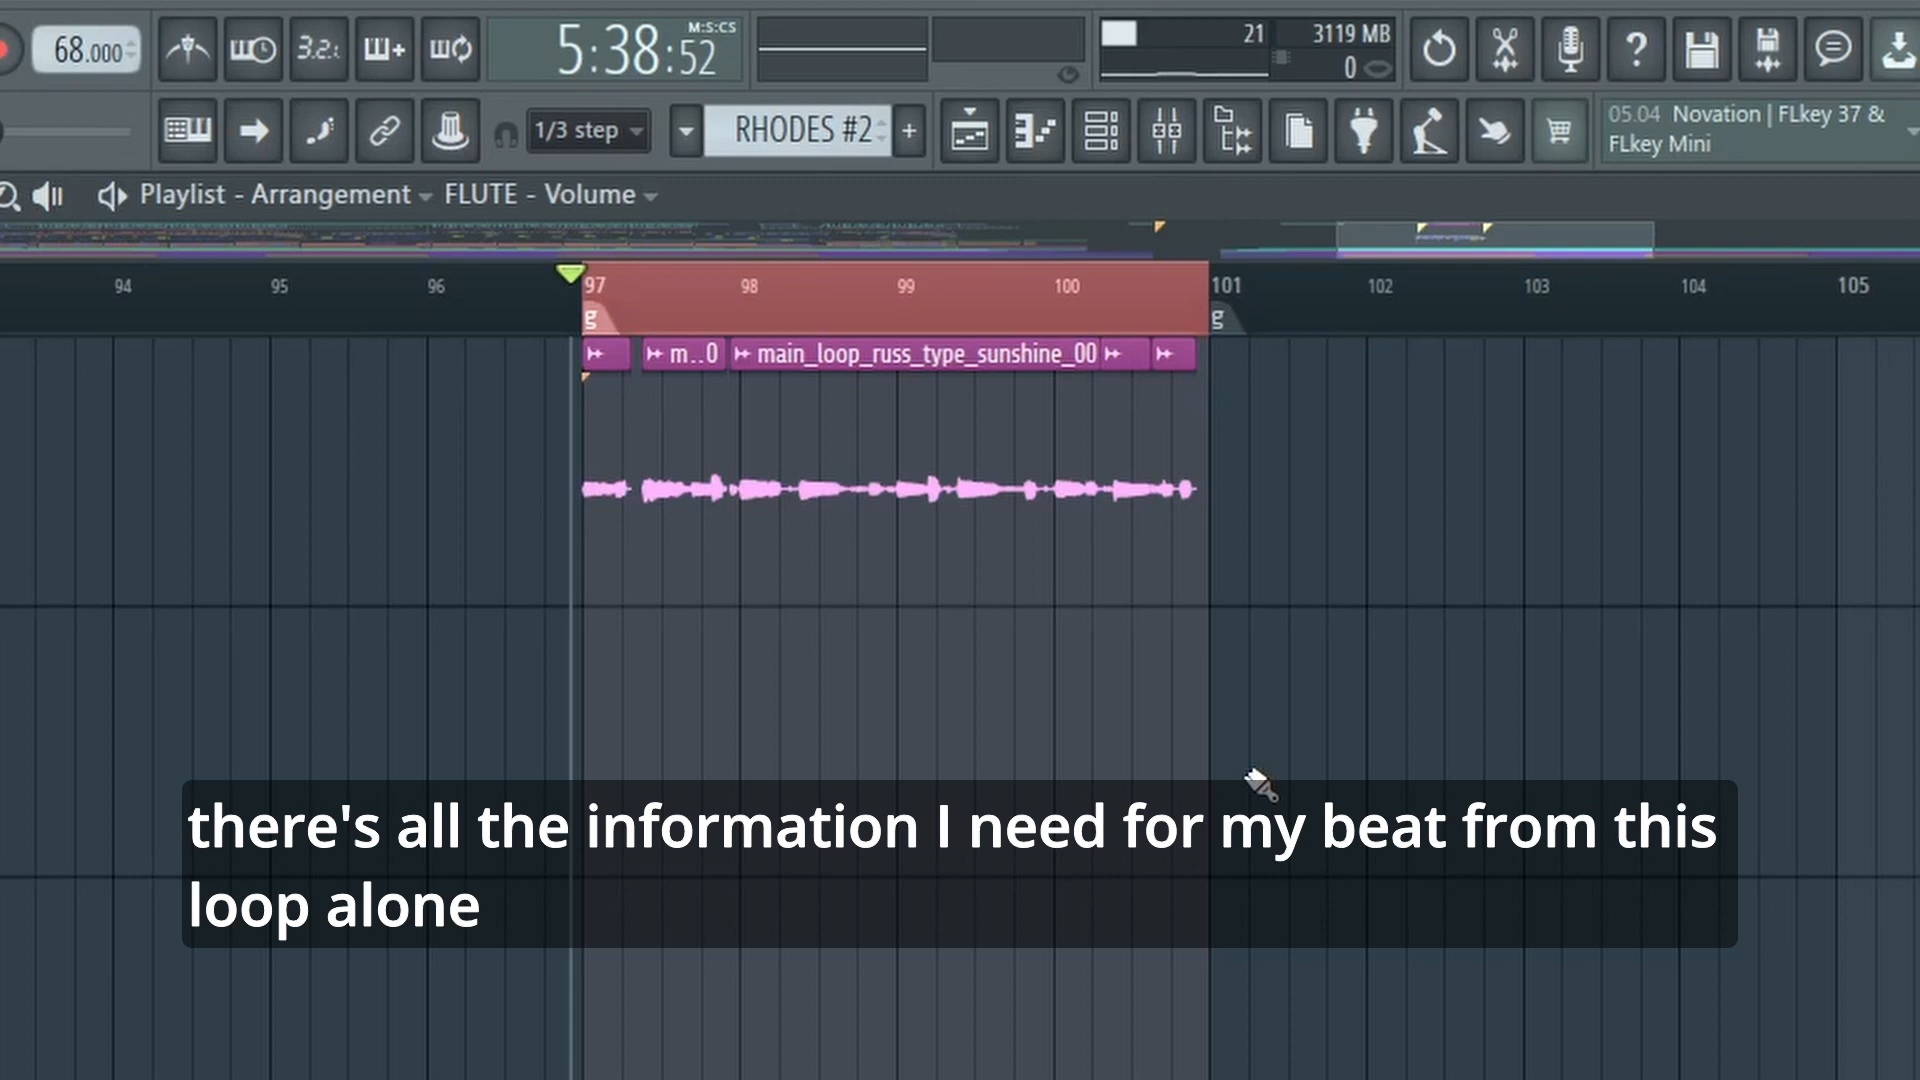 68.000
3.2:
5:38:52
M:S:CS
21
3119 MB
0
1/3 step
RHODES #2
+
05.04 Novation | FLkey 37 &
FLkey Mini
Playlist - Arrangement
FLUTE - Volume
94 95 96 97 98 99 100 101 102 103 104 105
g g
m..0 main_loop_russ_type_sunshine_00
there's all the information I need for my beat from this
loop alone